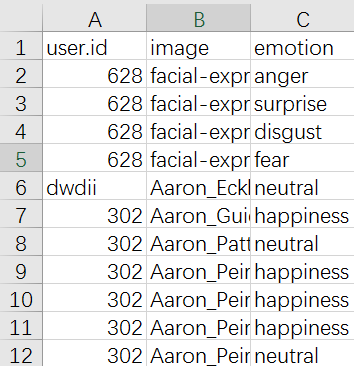 A B C
1 user.id image emotion
2 628 facial-expr anger
3 628 facial-expr surprise
4 628 facial-expr disgust
5 628 facial-expr fear
6 dwdii Aaron_Eckl neutral
7 302 Aaron_Gui happiness
8 302 Aaron_Patt neutral
9 302 Aaron_Peir happiness
10 302 Aaron_Peir happiness
11 302 Aaron_Peir happiness
12 302 Aaron_Peir neutral